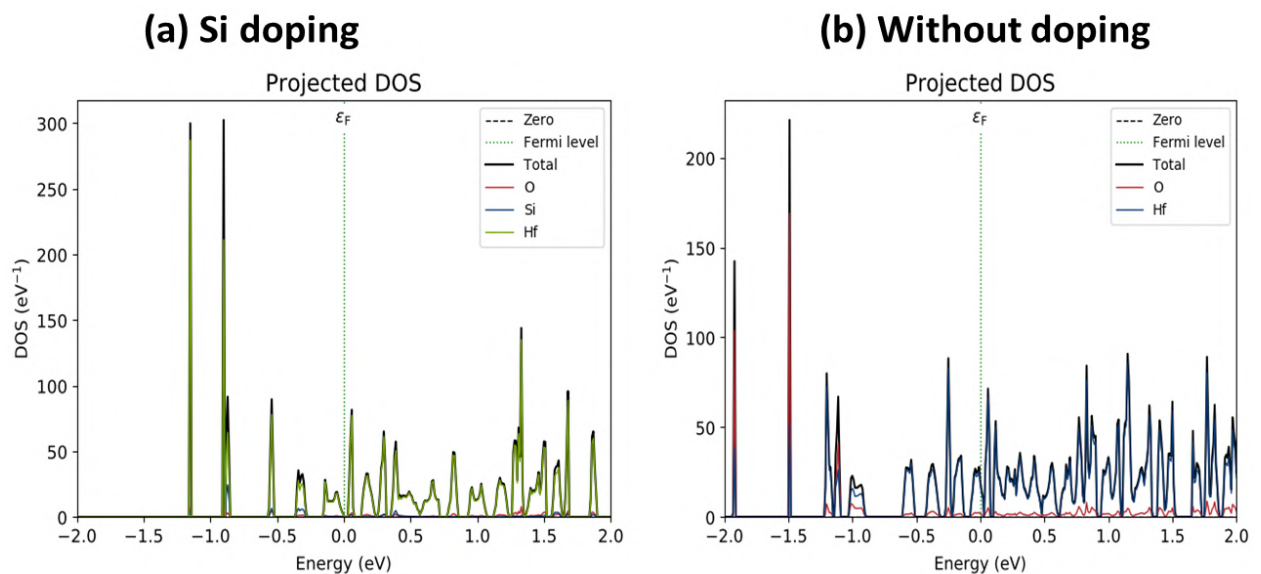 (a) Si doping
Projected DOS
εF
Zero
Fermi level
Total
O
Si
Hf
DOS (eV⁻¹)
300
250
200
150
100
50
0
−2.0 −1.5 −1.0 −0.5 0.0 0.5 1.0 1.5 2.0
Energy (eV)
(b) Without doping
Projected DOS
εF
Zero
Fermi level
Total
O
Hf
DOS (eV⁻¹)
200
150
100
50
0
−2.0 −1.5 −1.0 −0.5 0.0 0.5 1.0 1.5 2.0
Energy (eV)